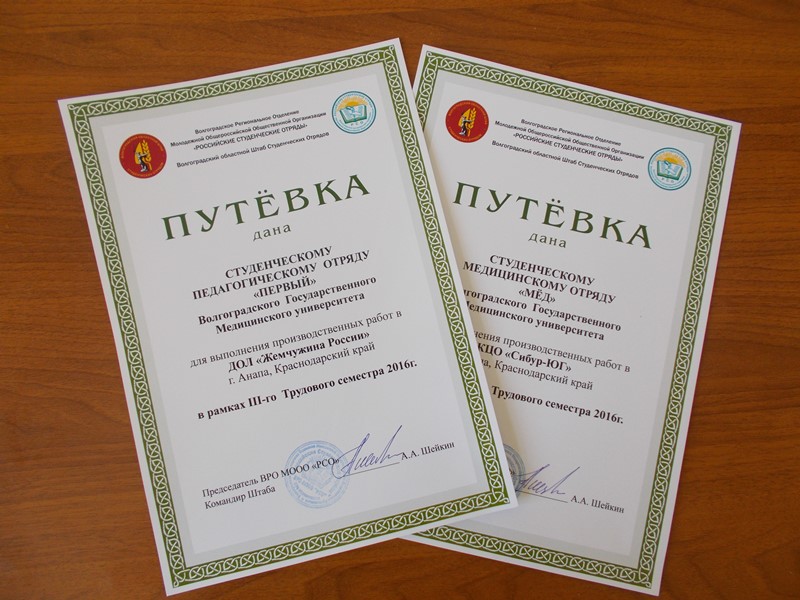 Волгоградское Региональное Отделение
Молодежной Общероссийской Общественной Организации
«РОССИЙСКИЕ СТУДЕНЧЕСКИЕ ОТРЯДЫ»
Волгоградский областной Штаб Студенческих Отрядов
ПУТЁВКА
дана
СТУДЕНЧЕСКОМУ
ПЕДАГОГИЧЕСКОМУ ОТРЯДУ
«ПЕРВЫЙ»
Волгоградского Государственного
Медицинского университета
для выполнения производственных работ в
ДОЛ «Жемчужина России»
г. Анапа, Краснодарский край
в рамках III-го Трудового семестра 2016г.
Председатель ВРО МООО «РСО»
Командир Штаба
А.А. Шейкин
Волгоградское Региональное Отделение
Молодежной Общероссийской Общественной Организации
«РОССИЙСКИЕ СТУДЕНЧЕСКИЕ ОТРЯДЫ»
Волгоградский областной Штаб Студенческих Отрядов
ПУТЁВКА
дана
СТУДЕНЧЕСКОМУ
МЕДИЦИНСКОМУ ОТРЯДУ
«МЁД»
Государственного
Медицинского университета
производственных работ в
«Сибур-ЮГ»
Краснодарский край
Трудового семестра 2016г.
А.А. Шейкин